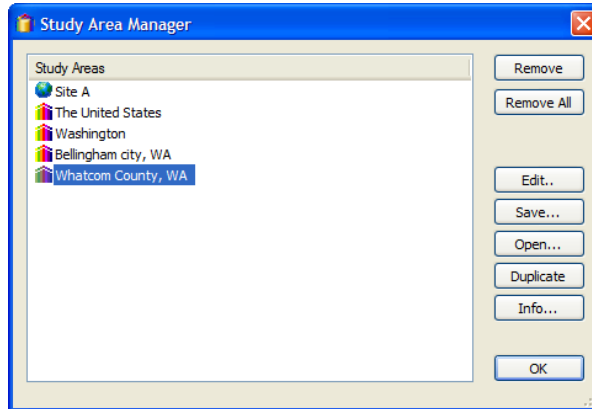 Study Area Manager
Study Areas
Site A
The United States
Washington
Bellingham city, WA
Whatcom County, WA
Remove
Remove All
Edit..
Save...
Open...
Duplicate
Info...
OK